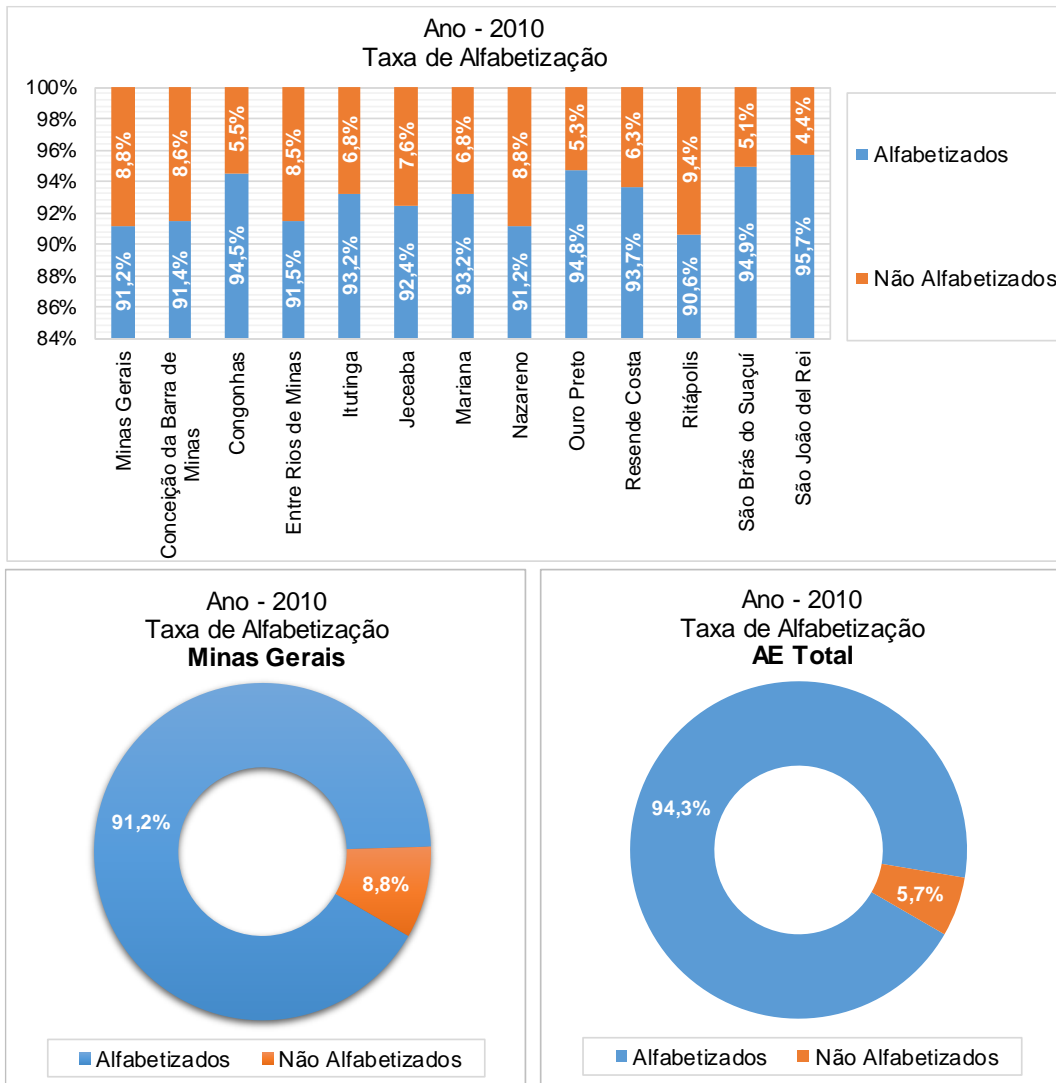 Ano - 2010
Taxa de Alfabetização
100%
98%
96%
94%
92%
90%
88%
86%
84%
8,8%
8,6%
5,5%
8,5%
6,8%
7,6%
6,8%
8,8%
5,3%
6,3%
9,4%
5,1%
4,4%
91,2%
91,4%
94,5%
91,5%
93,2%
92,4%
93,2%
91,2%
94,8%
93,7%
90,6%
94,9%
95,7%
Minas Gerais
Conceição da Barra de
Minas
Congonhas
Entre Rios de Minas
Itutinga
Jeceaba
Mariana
Nazareno
Ouro Preto
Resende Costa
Ritápolis
São Brás do Suaçuí
São João del Rei
Alfabetizados
Não Alfabetizados
Ano - 2010
Taxa de Alfabetização
Minas Gerais
91,2%
8,8%
Alfabetizados
Não Alfabetizados
Ano - 2010
Taxa de Alfabetização
AE Total
94,3%
5,7%
Alfabetizados
Não Alfabetizados